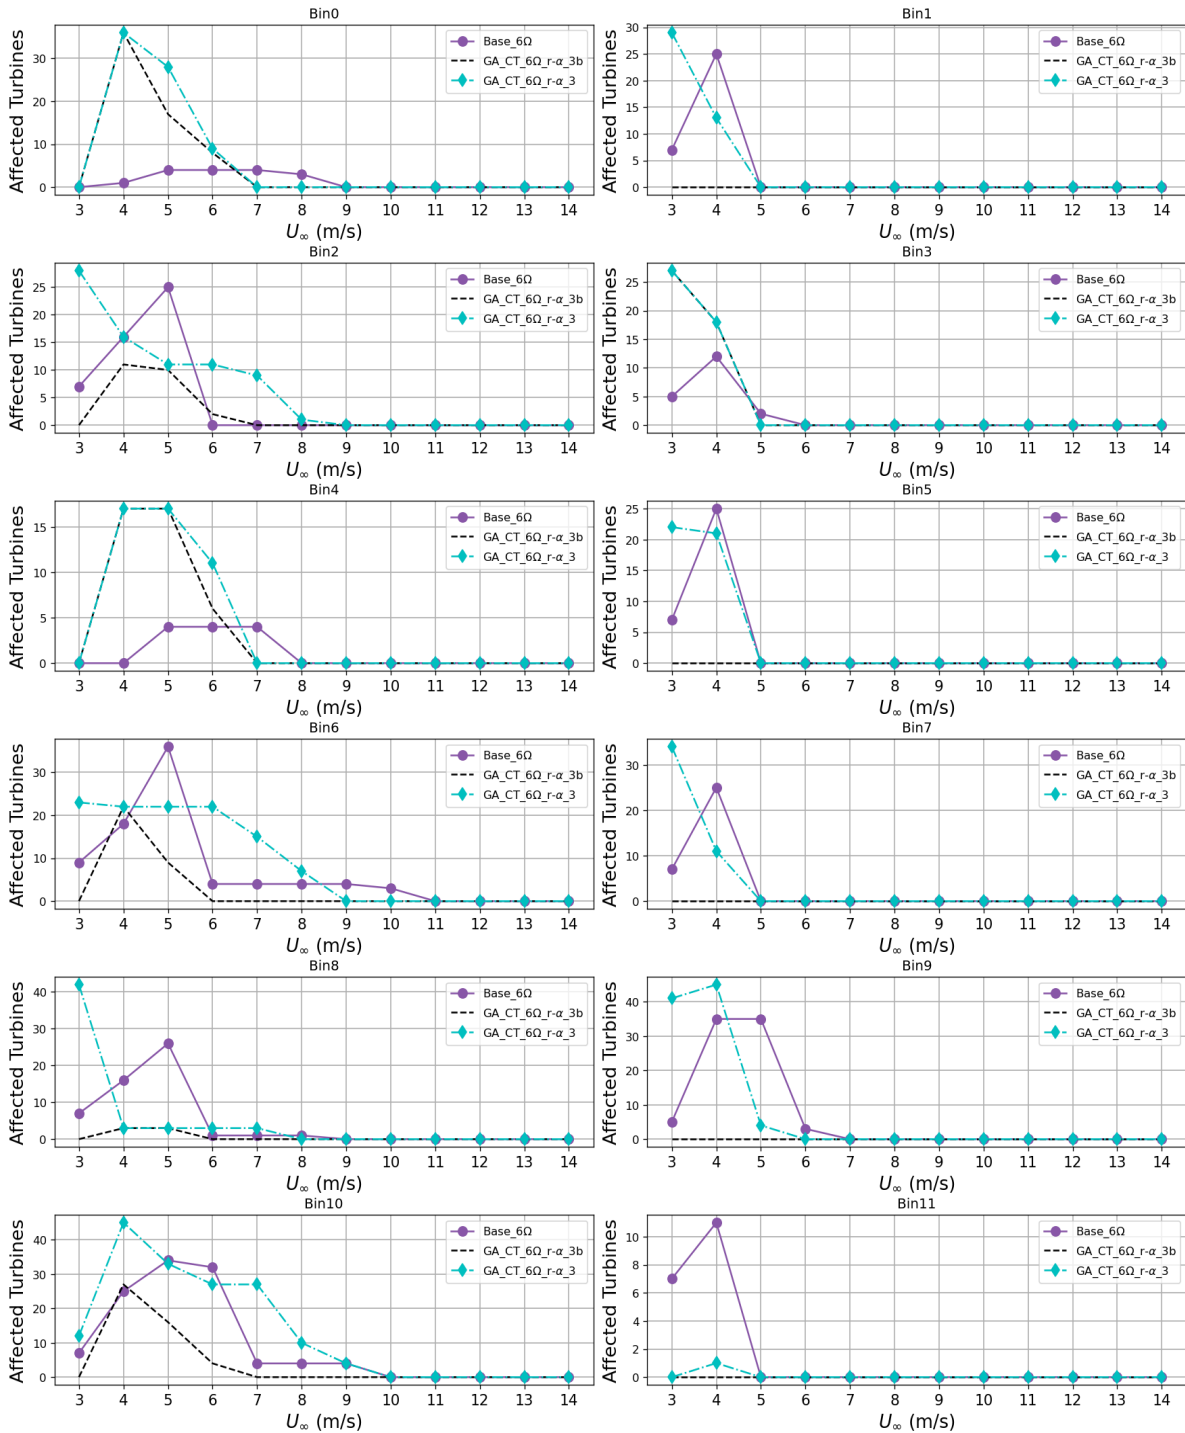 Bin0
Affected Turbines
30
20
10
0
Base_6Ω
GA_CT_6Ω_r-α_3b
GA_CT_6Ω_r-α_3
3 4 5 6 7 8 9 10 11 12 13 14
U∞ (m/s)
Bin1
Affected Turbines
30
25
20
15
10
5
0
Base_6Ω
GA_CT_6Ω_r-α_3b
GA_CT_6Ω_r-α_3
3 4 5 6 7 8 9 10 11 12 13 14
U∞ (m/s)
Bin2
Affected Turbines
25
20
15
10
5
0
Base_6Ω
GA_CT_6Ω_r-α_3b
GA_CT_6Ω_r-α_3
3 4 5 6 7 8 9 10 11 12 13 14
U∞ (m/s)
Bin3
Affected Turbines
25
20
15
10
5
0
Base_6Ω
GA_CT_6Ω_r-α_3b
GA_CT_6Ω_r-α_3
3 4 5 6 7 8 9 10 11 12 13 14
U∞ (m/s)
Bin4
Affected Turbines
15
10
5
0
Base_6Ω
GA_CT_6Ω_r-α_3b
GA_CT_6Ω_r-α_3
3 4 5 6 7 8 9 10 11 12 13 14
U∞ (m/s)
Bin5
Affected Turbines
25
20
15
10
5
0
Base_6Ω
GA_CT_6Ω_r-α_3b
GA_CT_6Ω_r-α_3
3 4 5 6 7 8 9 10 11 12 13 14
U∞ (m/s)
Bin6
Affected Turbines
30
20
10
0
Base_6Ω
GA_CT_6Ω_r-α_3b
GA_CT_6Ω_r-α_3
3 4 5 6 7 8 9 10 11 12 13 14
U∞ (m/s)
Bin7
Affected Turbines
30
20
10
0
Base_6Ω
GA_CT_6Ω_r-α_3b
GA_CT_6Ω_r-α_3
3 4 5 6 7 8 9 10 11 12 13 14
U∞ (m/s)
Bin8
Affected Turbines
40
30
20
10
0
Base_6Ω
GA_CT_6Ω_r-α_3b
GA_CT_6Ω_r-α_3
3 4 5 6 7 8 9 10 11 12 13 14
U∞ (m/s)
Bin9
Affected Turbines
40
30
20
10
0
Base_6Ω
GA_CT_6Ω_r-α_3b
GA_CT_6Ω_r-α_3
3 4 5 6 7 8 9 10 11 12 13 14
U∞ (m/s)
Bin10
Affected Turbines
40
30
20
10
0
Base_6Ω
GA_CT_6Ω_r-α_3b
GA_CT_6Ω_r-α_3
3 4 5 6 7 8 9 10 11 12 13 14
U∞ (m/s)
Bin11
Affected Turbines
10
8
6
4
2
0
Base_6Ω
GA_CT_6Ω_r-α_3b
GA_CT_6Ω_r-α_3
3 4 5 6 7 8 9 10 11 12 13 14
U∞ (m/s)